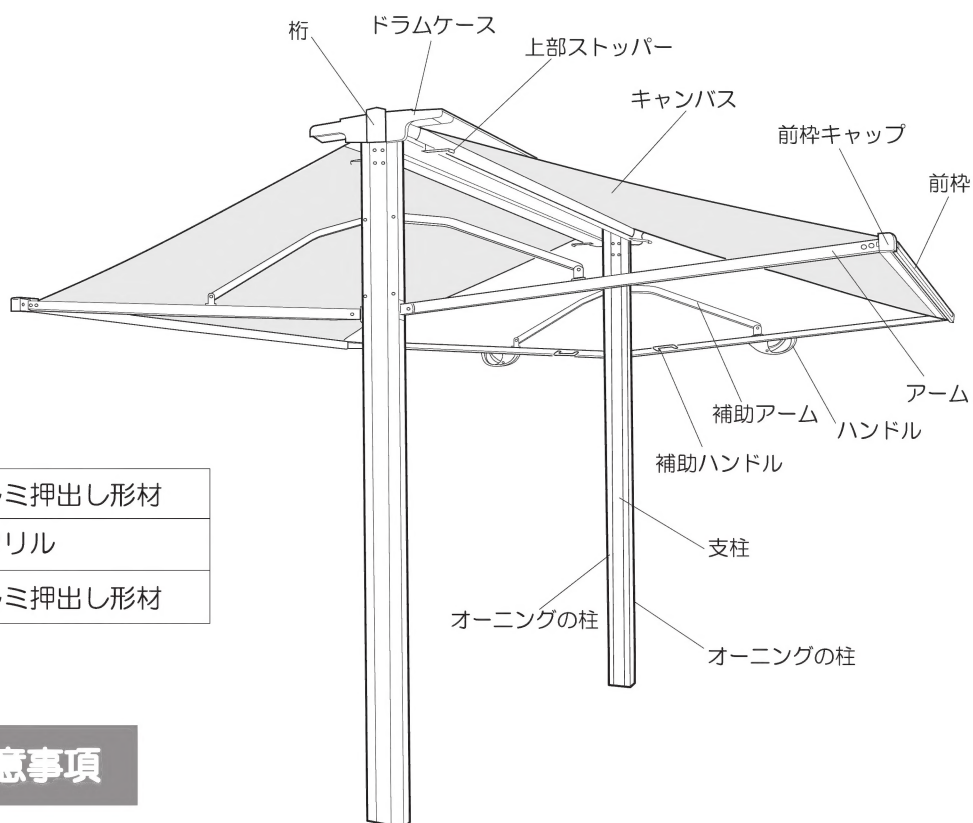 桁
ドラムケース
上部ストッパー
キャンバス
前枠キャップ
前枠
アーム
補助アーム
ハンドル
補助ハンドル
ミ押出し形材
リル
ミ押出し形材
支柱
オーニングの柱
オーニングの柱
意事項